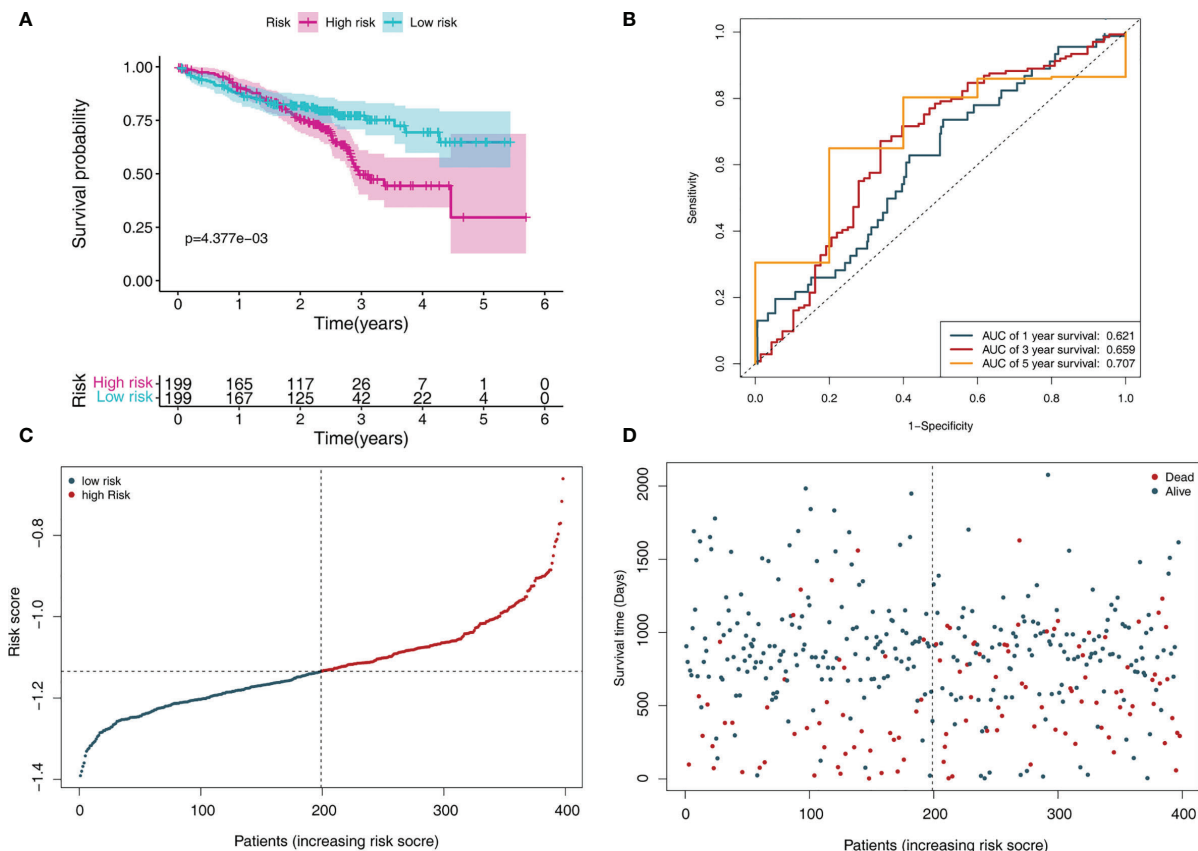 A
Risk High risk Low risk
Survival probability
1.00
0.75
0.50
0.25
0.00
p=4.377e−03
0 1 2 3 4 5 6
Time(years)
Risk
High risk 199 165 117 26 7 1 0
Low risk 199 167 125 42 22 4 0
0 1 2 3 4 5 6
Time(years)
B
Sensitivity
1.0
0.8
0.6
0.4
0.2
0.0
AUC of 1 year survival: 0.621
AUC of 3 year survival: 0.659
AUC of 5 year survival: 0.707
0.0 0.2 0.4 0.6 0.8 1.0
1−Specificity
C
low risk
high Risk
Risk score
−0.8
−1.0
−1.2
−1.4
0 100 200 300 400
Patients (increasing risk socre)
D
Dead
Alive
Survival time (Days)
2000
1500
1000
500
0
0 100 200 300 400
Patients (increasing risk socre)